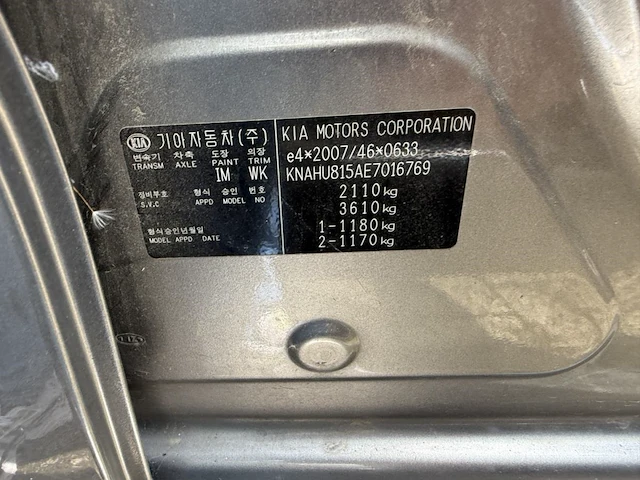 KIA 기아자동차(주)
변속기 차축 도장 외장
TRANSM AXLE PAINT TRIM
IM WK
정비부호 형식 승인 번호
S.V.C APPD MODEL NO
형식승인년월일
MODEL APPD DATE
KIA MOTORS CORPORATION
e4*2007/46*0633
KNAHU815AE7016769
2110kg
3610kg
1-1180kg
2-1170kg